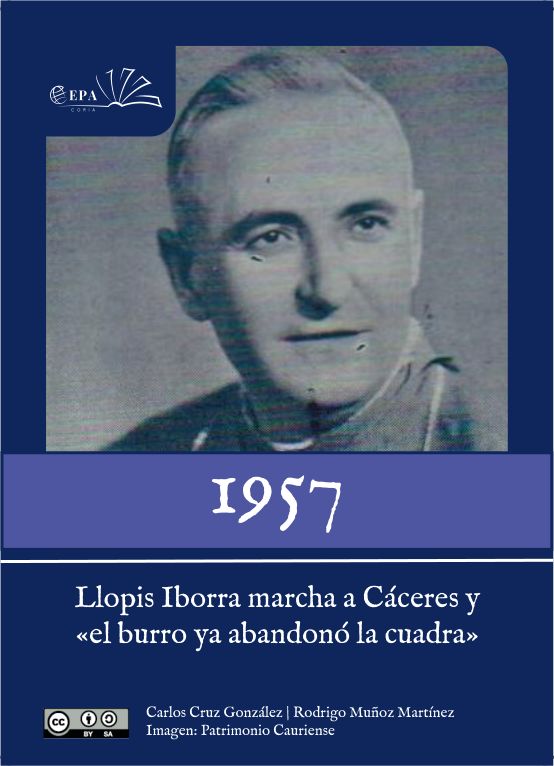 EPA
CORIA
1957
Llopis Iborra marcha a Cáceres y
«el burro ya abandonó la cuadra»
Carlos Cruz González | Rodrigo Muñoz Martínez
Imagen: Patrimonio Cauriense
cc BY SA